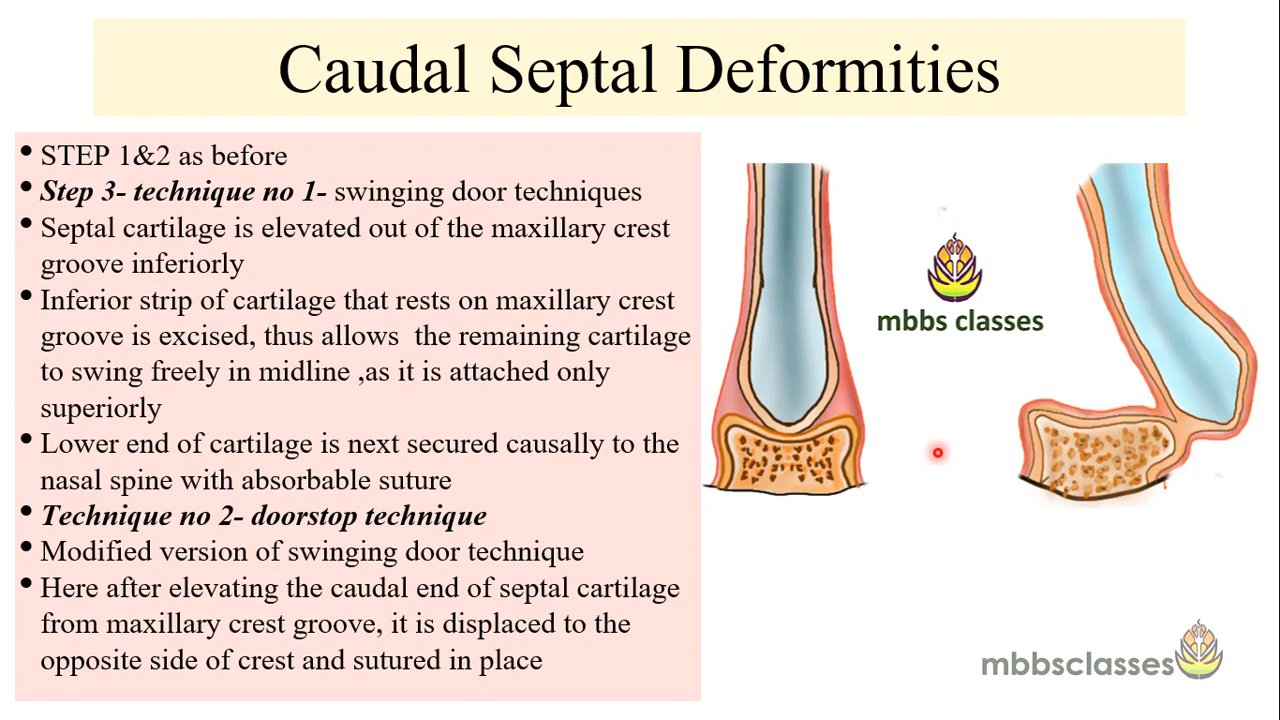 Caudal Septal Deformities
• STEP 1&2 as before
• Step 3- technique no 1- swinging door techniques
• Septal cartilage is elevated out of the maxillary crest
groove inferiorly
• Inferior strip of cartilage that rests on maxillary crest
groove is excised, thus allows  the remaining cartilage
to swing freely in midline ,as it is attached only
superiorly
• Lower end of cartilage is next secured causally to the
nasal spine with absorbable suture
• Technique no 2- doorstop technique
• Modified version of swinging door technique
• Here after elevating the caudal end of septal cartilage
from maxillary crest groove, it is displaced to the
opposite side of crest and sutured in place
mbbs classes
mbbsclasses